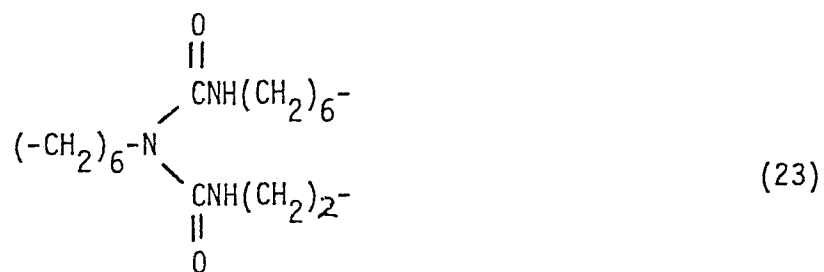 O
||
CNH(CH2)6-
(-CH2)6-N
(23)
CNH(CH2)2-
||
O